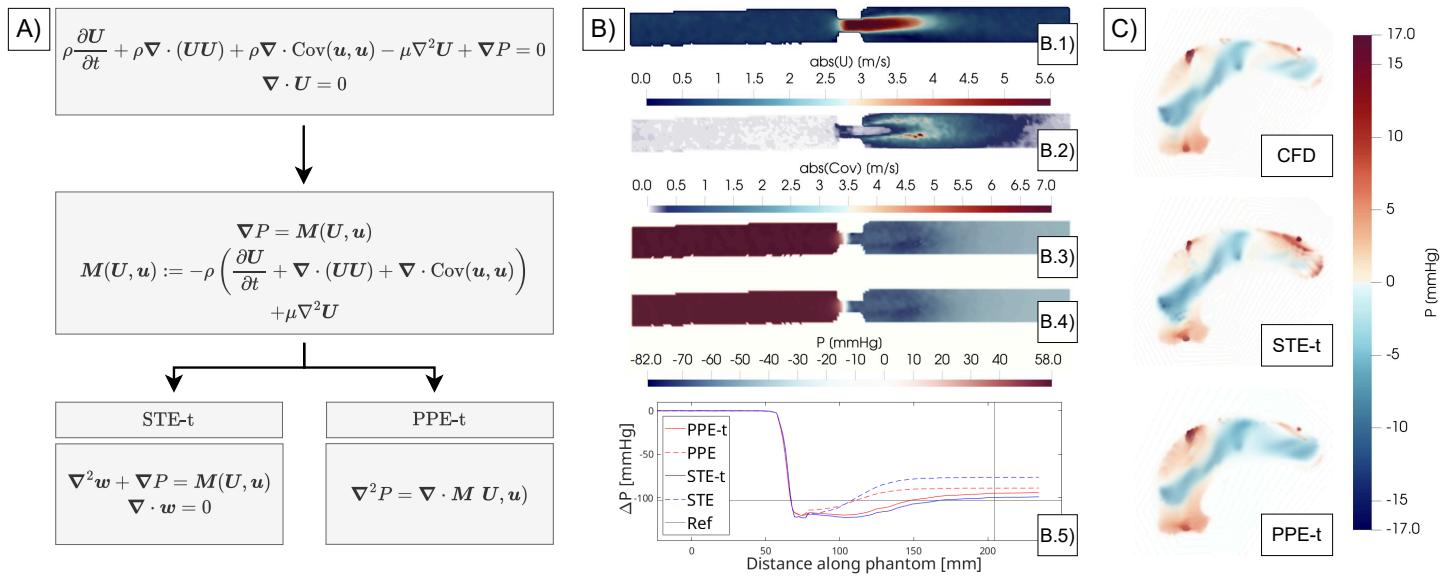 A)
ρ ∂U/∂t + ρ∇ · (UU) + ρ∇ · Cov(u, u) − μ∇²U + ∇P = 0
∇ · U = 0
∇P = M(U, u)
M(U, u) := −ρ ( ∂U/∂t + ∇ · (UU) + ∇ · Cov(u, u) )
+μ∇²U
STE-t
∇²w + ∇P = M(U, u)
∇ · w = 0
PPE-t
∇²P = ∇ · M U, u)
B)
B.1)
abs(U) [m/s]
0.0 0.5 1 1.5 2 2.5 3 3.5 4 4.5 5 5.6
B.2)
abs(Cov) [m/s]
0.0 0.5 1 1.5 2 2.5 3 3.5 4 4.5 5 5.5 6 6.5 7.0
B.3)
B.4)
P [mmHg]
-82.0 -70 -60 -50 -40 -30 -20 -10 0 10 20 30 40 58.0
0
-50
-100
ΔP [mmHg]
PPE-t
PPE
STE-t
STE
Ref
B.5)
0 50 100 150 200
Distance along phantom [mm]
C)
CFD
STE-t
PPE-t
17.0
15
10
5
0
-5
-10
-15
-17.0
P (mmHg]